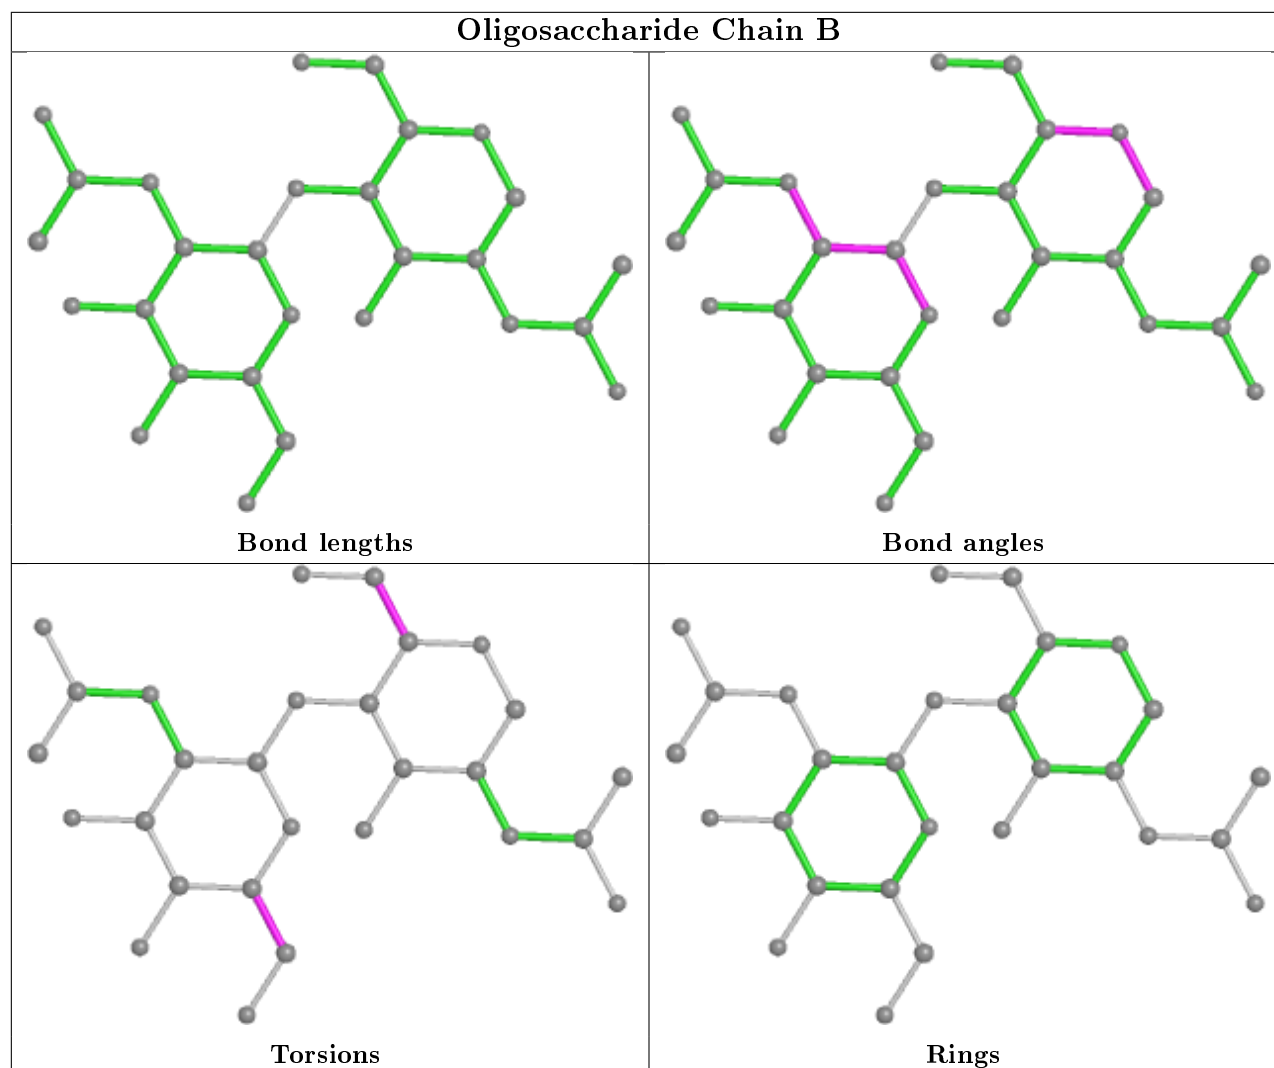 Oligosaccharide Chain B
Bond lengths
Bond angles
Torsions
Rings